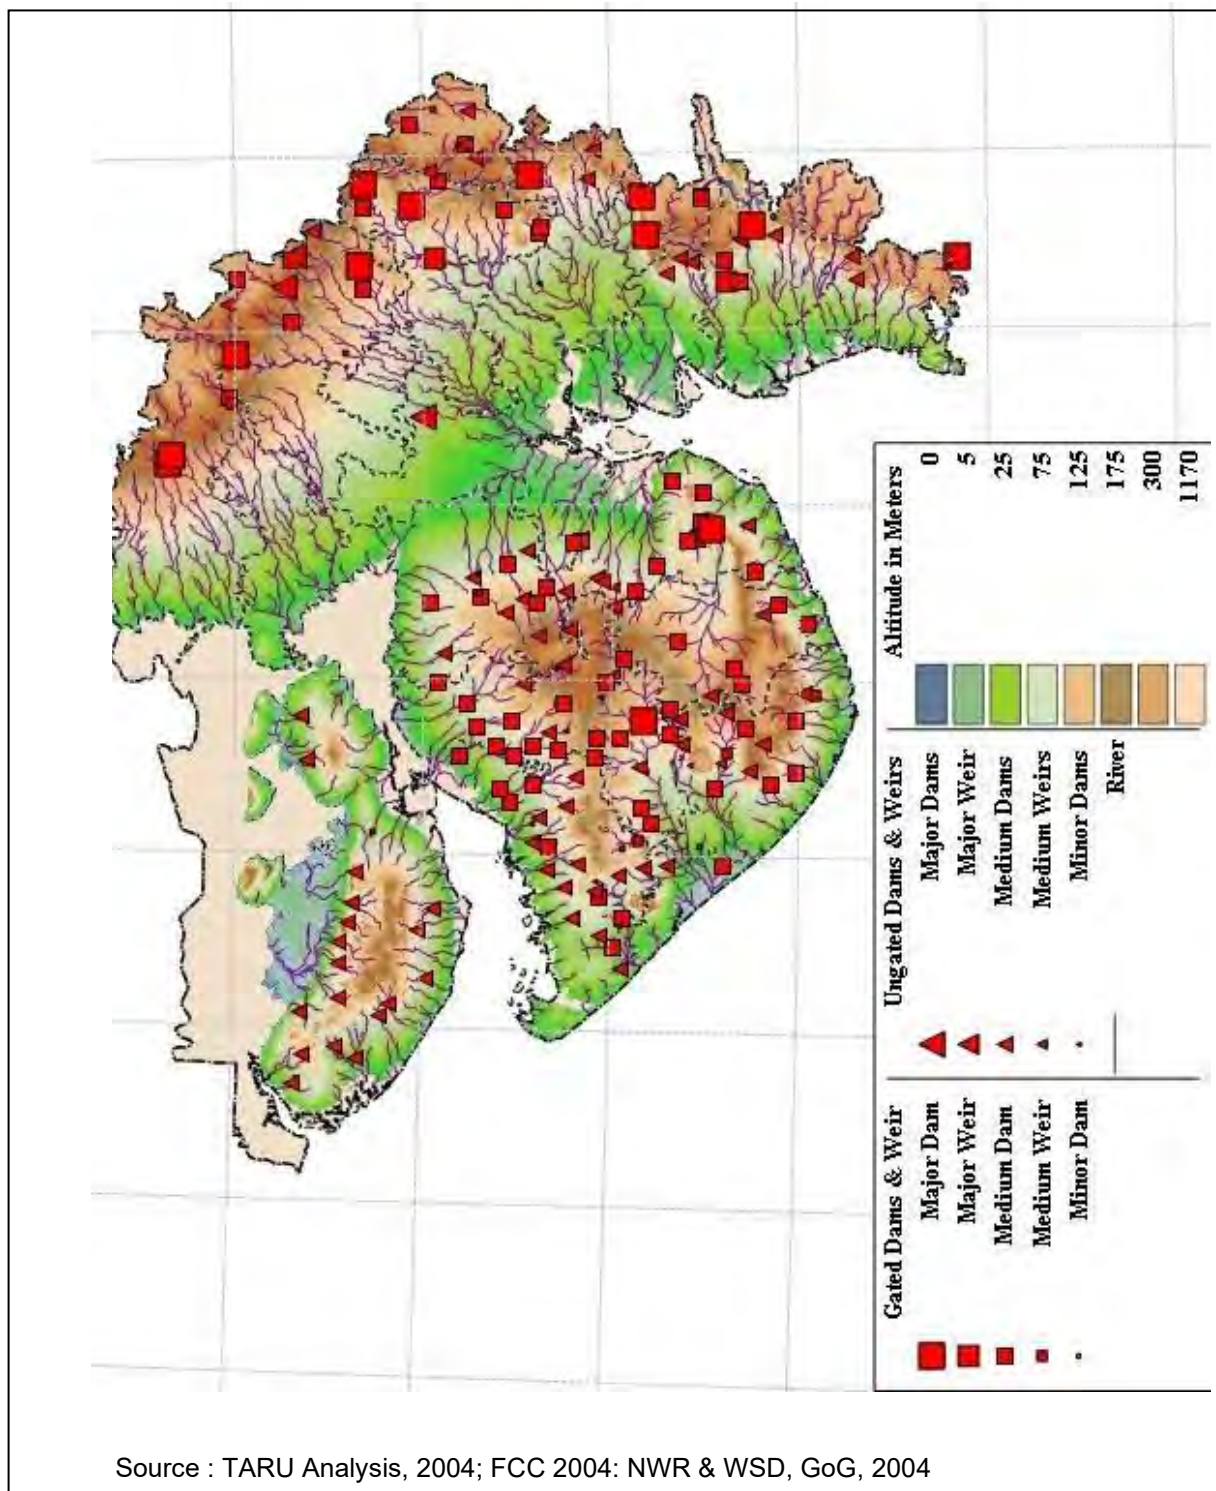 Gated Dams & Weir
Major Dam
Major Weir
Medium Dam
Medium Weir
Minor Dam
Ungated Dams & Weirs
Major Dams
Major Weir
Medium Dams
Medium Weirs
Minor Dams
River
Altitude in Meters
0
5
25
75
125
175
300
1170
Source : TARU Analysis, 2004; FCC 2004: NWR & WSD, GoG, 2004